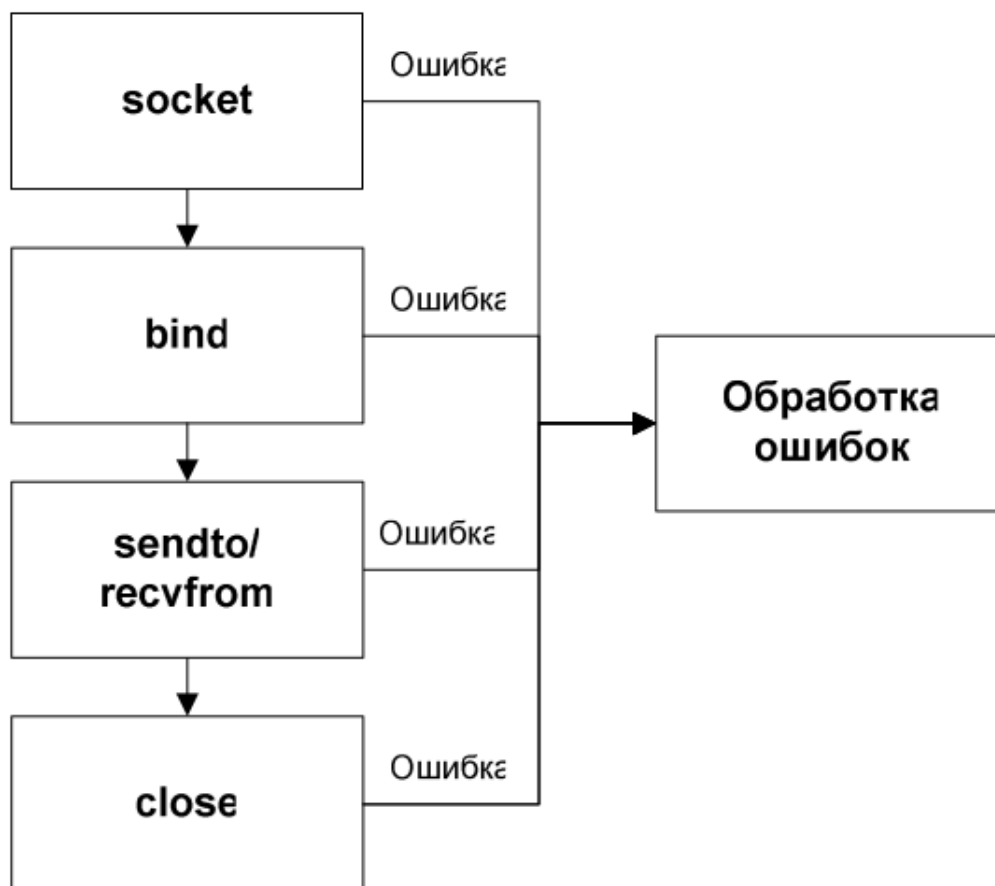 socket
Ошибка
bind
Ошибка
Обработка
ошибок
sendto/
recvfrom
Ошибка
close
Ошибка